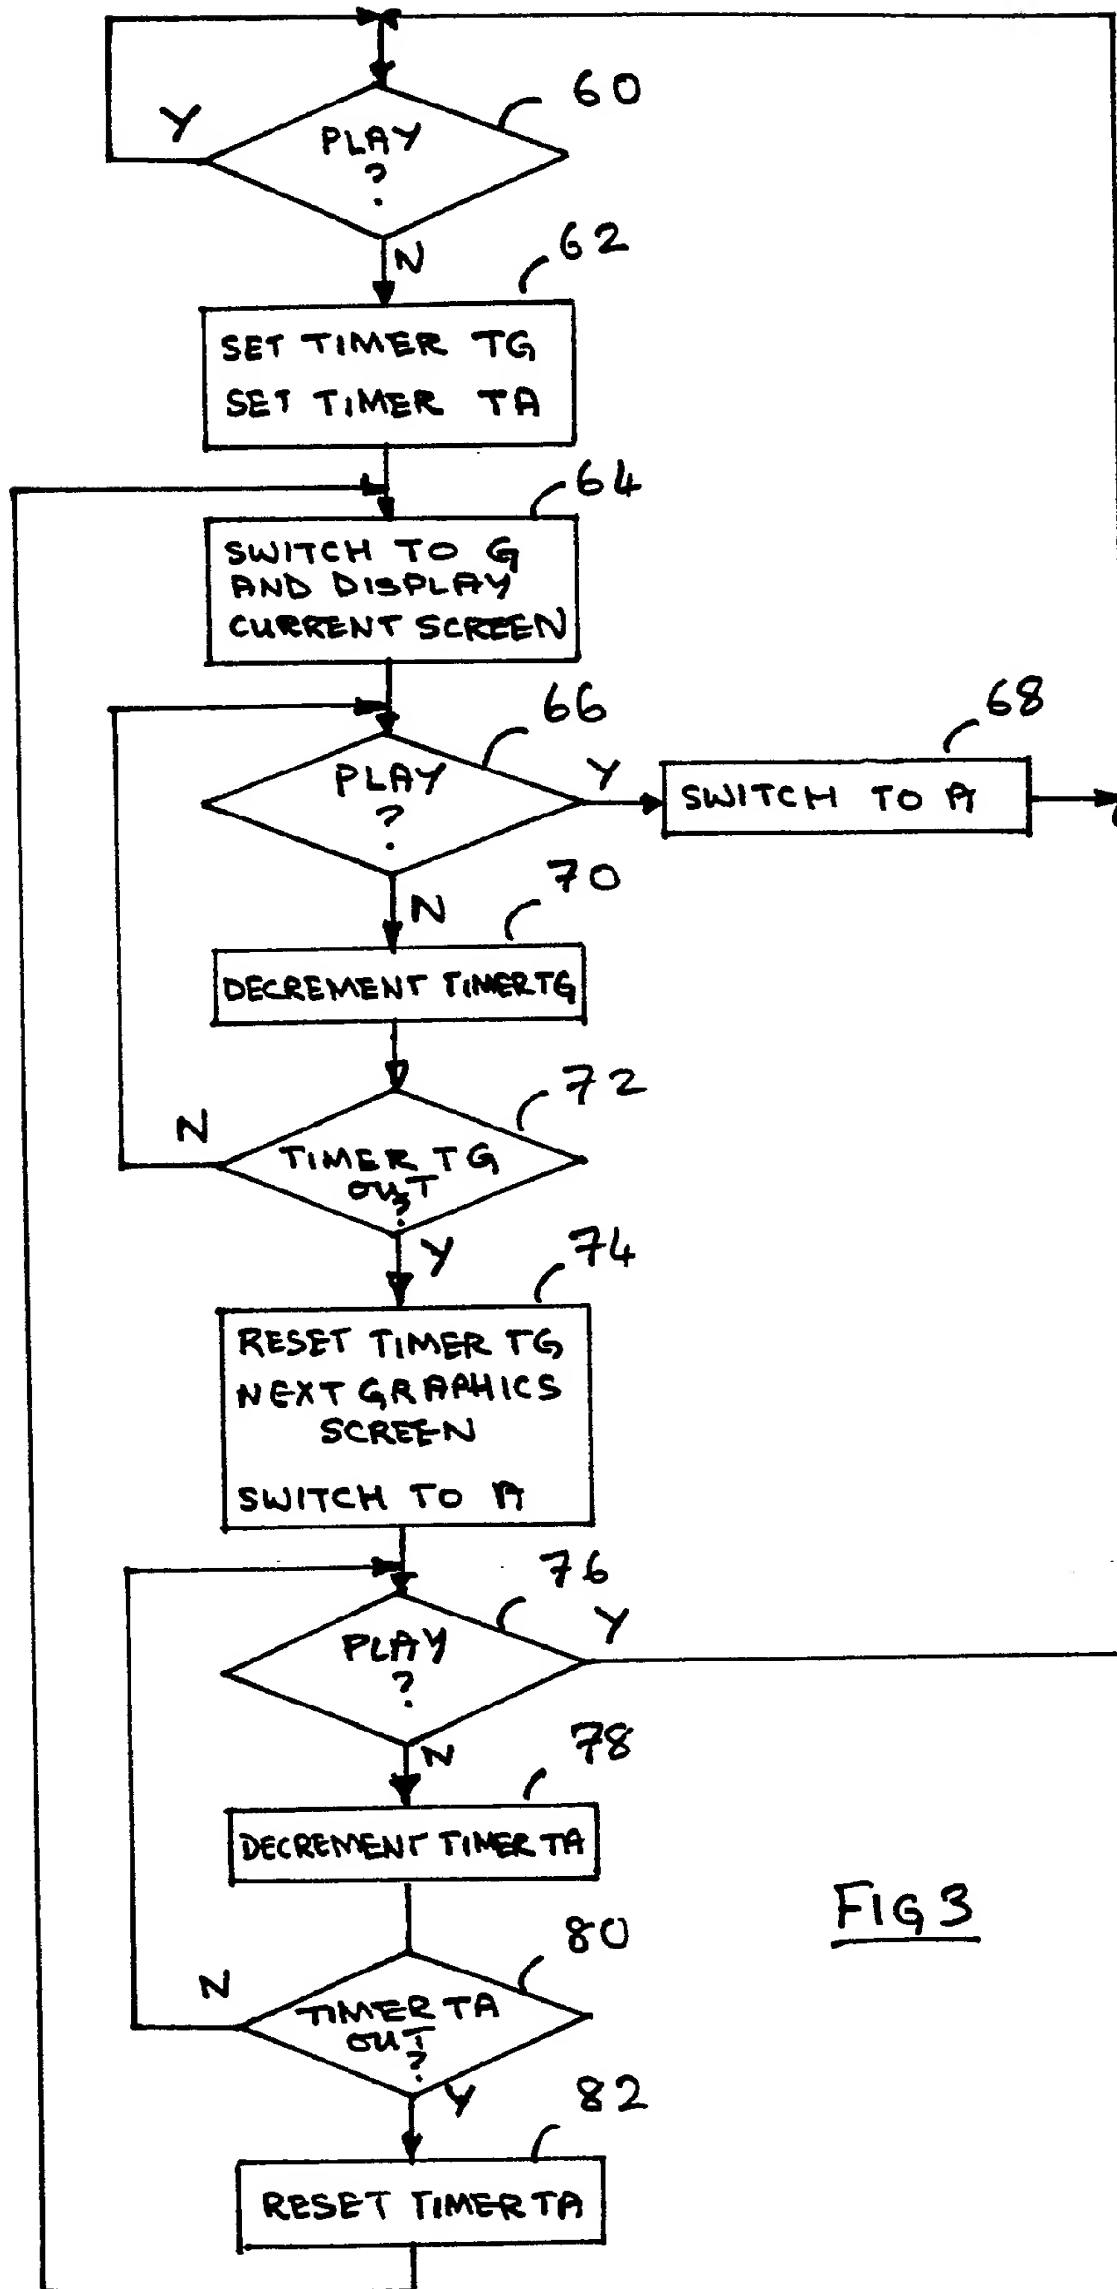 60
Y
PLAY
?
N
62
SET TIMER TG
SET TIMER TA
64
SWITCH TO G
AND DISPLAY
CURRENT SCREEN
66
68
PLAY
?
Y
SWITCH TO A
N
70
DECREMENT TIMER TG
72
N
TIMER TG
OUT
?
Y
74
RESET TIMER TG
NEXT GRAPHICS
SCREEN
SWITCH TO A
76
Y
PLAY
?
N
78
DECREMENT TIMER TA
FIG 3
80
N
TIMER TA
OUT
?
Y
82
RESET TIMER TA